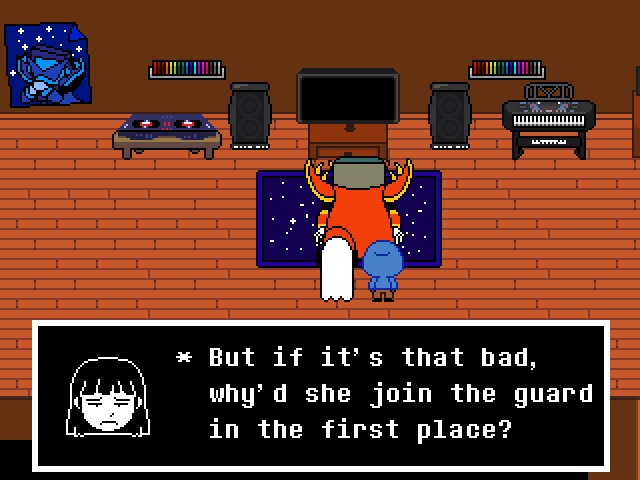 * But if it's that bad,
why'd she join the guard
in the first place?